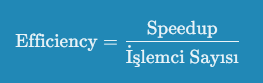 Efficiency = Speedup / İşlemci Sayısı